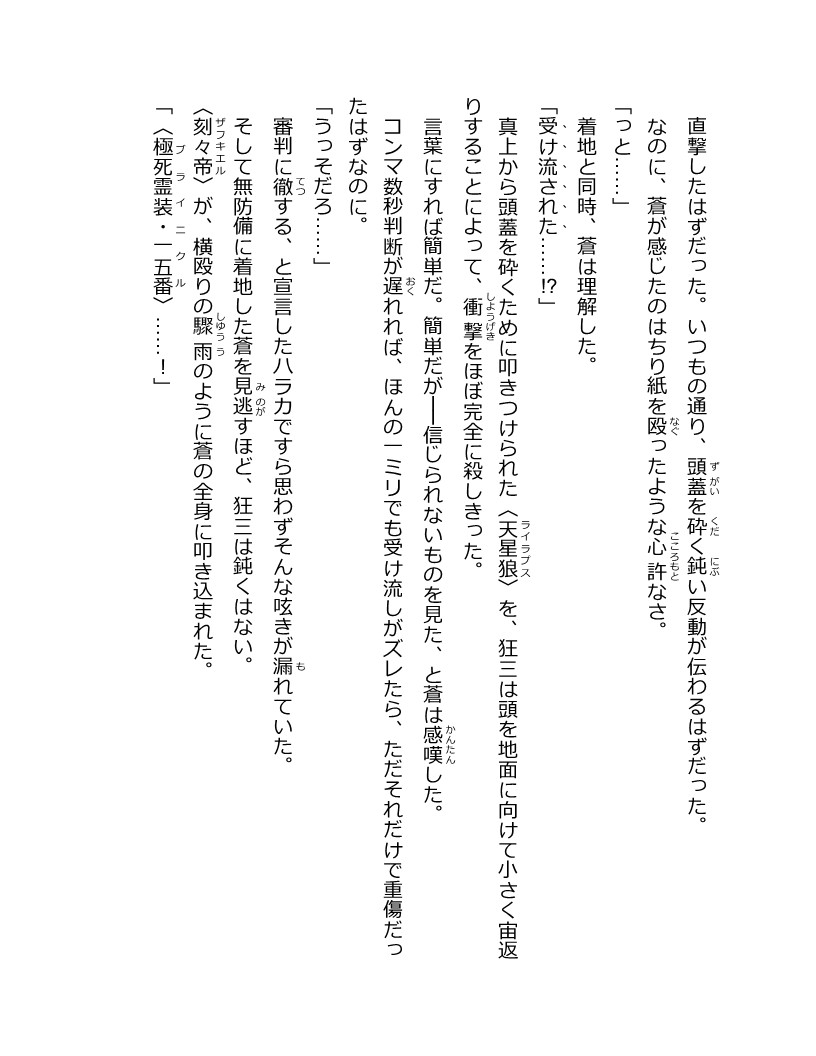 直撃したはずだった。いつもの通り、頭蓋を砕く鈍い反動が伝わるはずだった。
なのに、蒼が感じたのはちり紙を殴ったような心許なさ。
「っと……」
着地と同時、蒼は理解した。
「受け流された……!?」
真上から頭蓋を砕くために叩きつけられた〈天星狼〉を、狂三は頭を地面に向けて小さく宙返
りすることによって、衝撃をほぼ完全に殺しきった。
言葉にすれば簡単だ。簡単だが──信じられないものを見た、と蒼は感嘆した。
コンマ数秒判断が遅れれば、ほんの一ミリでも受け流しがズレたら、ただそれだけで重傷だっ
たはずなのに。
「うっそだろ……」
審判に徹する、と宣言したハラカですら思わずそんな呟きが漏れていた。
そして無防備に着地した蒼を見逃すほど、狂三は鈍くはない。
〈刻々帝〉が、横殴りの驟雨のように蒼の全身に叩き込まれた。
「〈極死霊装・一五番〉……！」